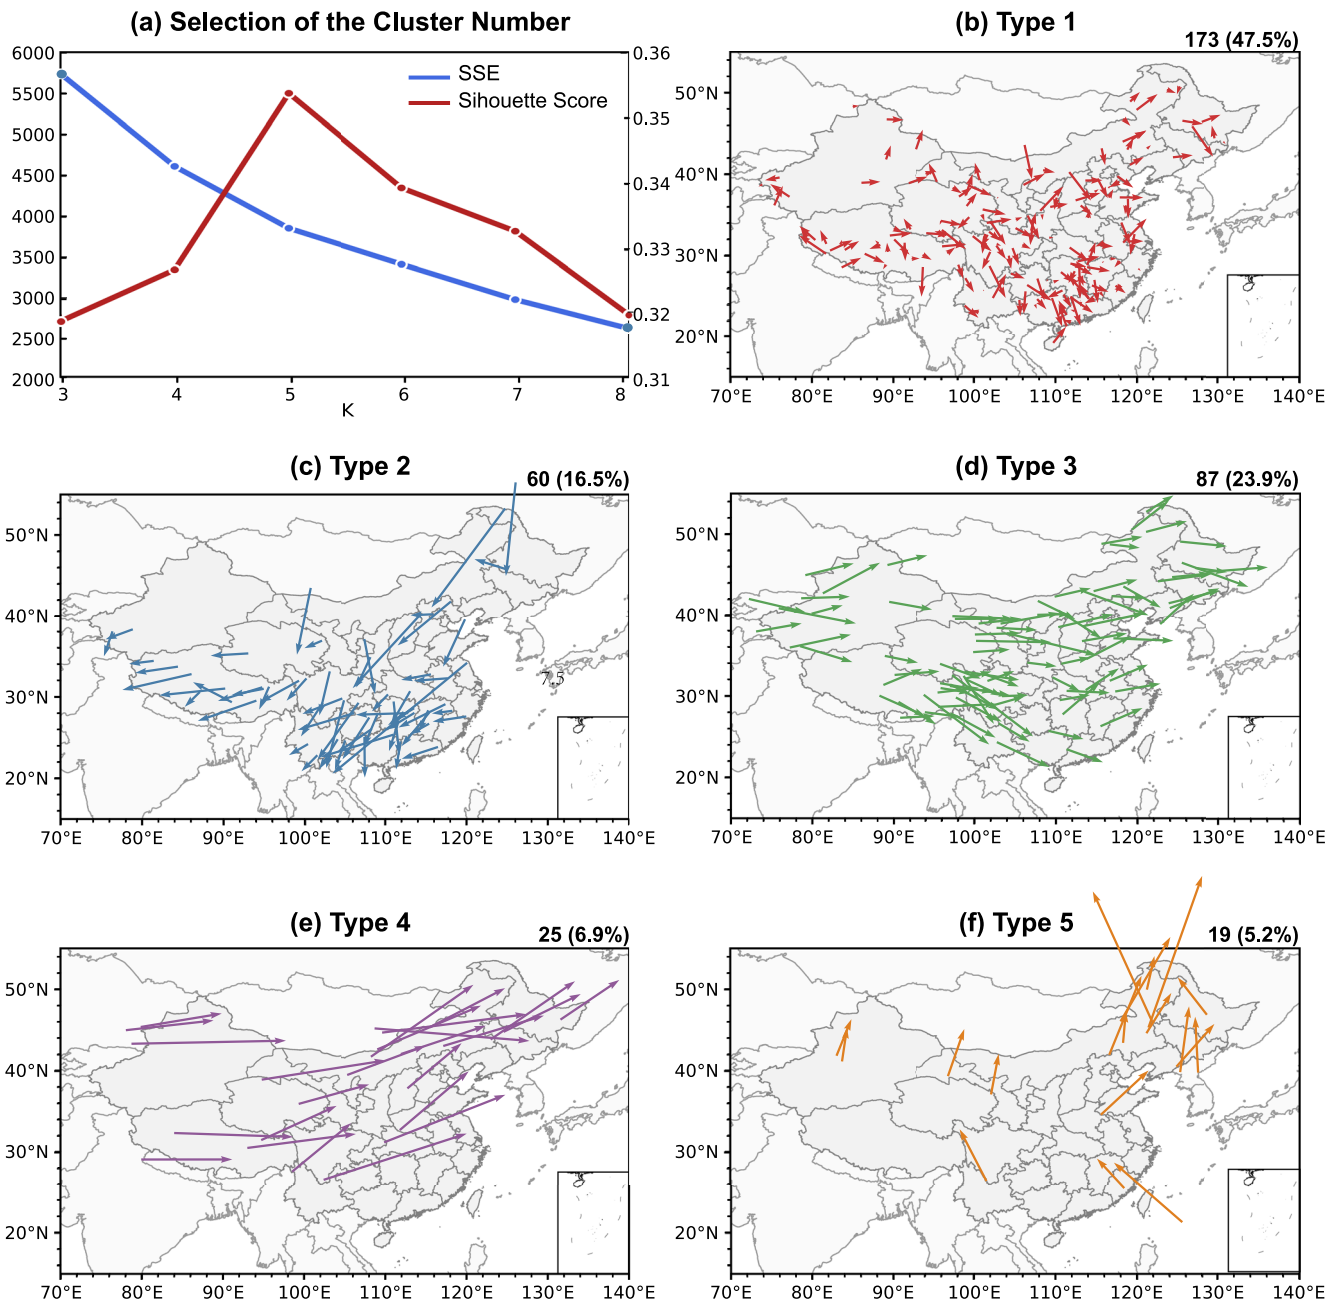 (a) Selection of the Cluster Number
6000
5500
5000
4500
4000
3500
3000
2500
2000
0.36
0.35
0.34
0.33
0.32
0.31
SSE
Sihouette Score
3 4 5 6 7 8
K
(b) Type 1
173 (47.5%)
50°N
40°N
30°N
20°N
70°E 80°E 90°E 100°E 110°E 120°E 130°E 140°E
(c) Type 2
60 (16.5%)
50°N
40°N
30°N
20°N
7.5
70°E 80°E 90°E 100°E 110°E 120°E 130°E 140°E
(d) Type 3
87 (23.9%)
50°N
40°N
30°N
20°N
70°E 80°E 90°E 100°E 110°E 120°E 130°E 140°E
(e) Type 4
25 (6.9%)
50°N
40°N
30°N
20°N
70°E 80°E 90°E 100°E 110°E 120°E 130°E 140°E
(f) Type 5
19 (5.2%)
50°N
40°N
30°N
20°N
70°E 80°E 90°E 100°E 110°E 120°E 130°E 140°E